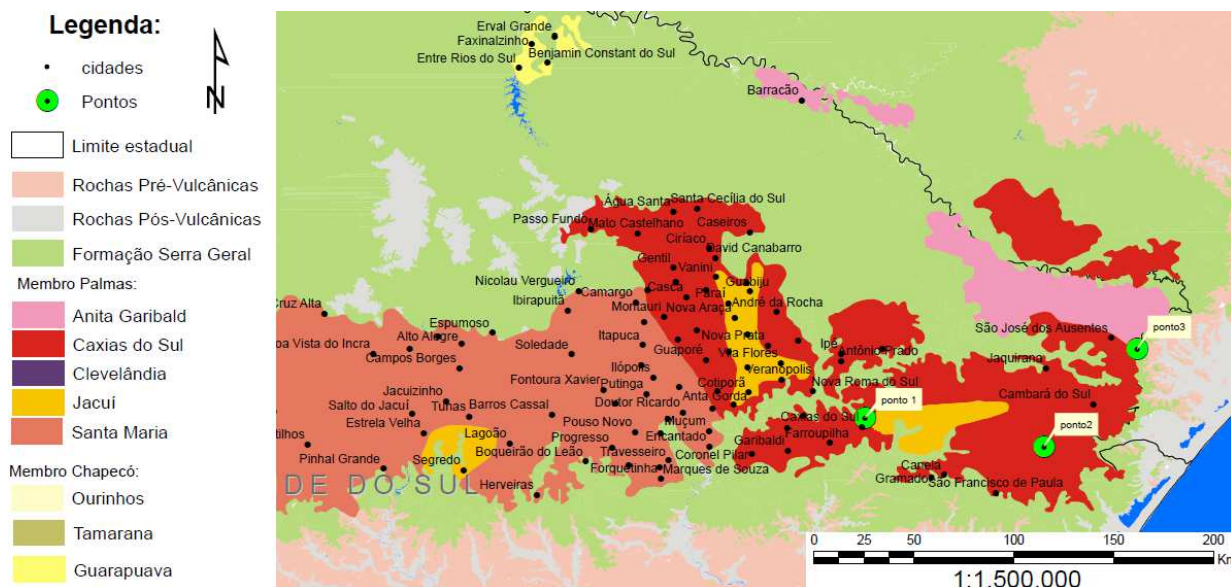 Legenda:
cidades
Pontos
N
Limite estadual
Rochas Pré-Vulcânicas
Rochas Pós-Vulcânicas
Formação Serra Geral
Membro Palmas:
Anita Garibald
Caxias do Sul
Clevelândia
Jacuí
Santa Maria
Membro Chapecó:
Ourinhos
Tamarana
Guarapuava
Erval Grande
Faxinalzinho
Benjamin Constant do Sul
Entre Rios do Sul
Barracão
Água Santa
Santa Cecília do Sul
Passo Fundo
Mato Castelhano
Caseiros
Ciríaco
David Canabarro
Gentil
Vanini
Nicolau Vergueiro
Camargo
Casca
Paraí
Guabiju
Ibirapuitã
Montauri
Nova Araçá
André da Rocha
Cruz Alta
Espumoso
Itapuca
Nova Prata
São José dos Ausentes
ponto3
Alto Alegre
oa Vista do Incra
Campos Borges
Soledade
Guaporé
Vila Flores
Ipê
Antônio Prado
Jaquirana
Ilópolis
Veranópolis
Fontoura Xavier
Putinga
Cotiporã
Nova Roma do Sul
Cambará do Sul
Jacuizinho
Doutor Ricardo
Anta Gorda
Salto do Jacuí
Tunas
Barros Cassal
Caxias do Sul
ponto 1
Estrela Velha
Pouso Novo
Muçum
Farroupilha
ponto2
tilhos
Lagoão
Progresso
Encantado
Garibaldi
Boqueirão do Leão
Travesseiro
Coronel Pilar
Pinhal Grande
Segredo
Forquetinha
Marques de Souza
Canela
Gramado
São Francisco de Paula
DE DO SUL
Herveiras
0 25 50 100 150 200
Km
1:1.500.000